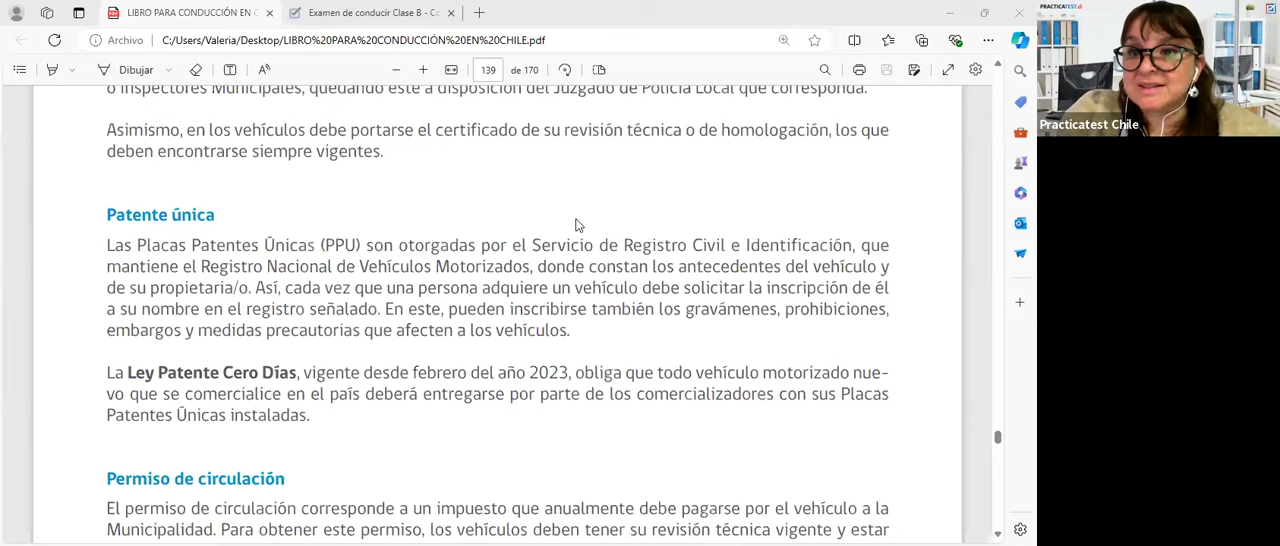 LIBRO PARA CONDUCCIÓN EN C
Examen de conducir Clase B - Co
Archivo
C:/Users/Valeria/Desktop/LIBRO%20PARA%20CONDUCCIÓN%20EN%20CHILE.pdf
Dibujar
139 de 170
PRACTICATEST.cl
Practicatest Chile
o Inspectores Municipales, quedando este a disposición del Juzgado de Policía Local que corresponda.
Asimismo, en los vehículos debe portarse el certificado de su revisión técnica o de homologación, los que
deben encontrarse siempre vigentes.
Patente única
Las Placas Patentes Únicas (PPU) son otorgadas por el Servicio de Registro Civil e Identificación, que
mantiene el Registro Nacional de Vehículos Motorizados, donde constan los antecedentes del vehículo y
de su propietaria/o. Así, cada vez que una persona adquiere un vehículo debe solicitar la inscripción de él
a su nombre en el registro señalado. En este, pueden inscribirse también los gravámenes, prohibiciones,
embargos y medidas precautorias que afecten a los vehículos.
La Ley Patente Cero Días, vigente desde febrero del año 2023, obliga que todo vehículo motorizado nue-
vo que se comercialice en el país deberá entregarse por parte de los comercializadores con sus Placas
Patentes Únicas instaladas.
Permiso de circulación
El permiso de circulación corresponde a un impuesto que anualmente debe pagarse por el vehículo a la
Municipalidad. Para obtener este permiso, los vehículos deben tener su revisión técnica vigente y estar